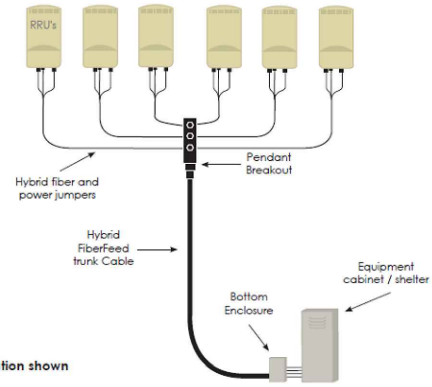 RRU's
Pendant
Breakout
Hybrid fiber and
power jumpers
Hybrid
FiberFeed
trunk Cable
Equipment
cabinet / shelter
Bottom
Enclosure
tion shown